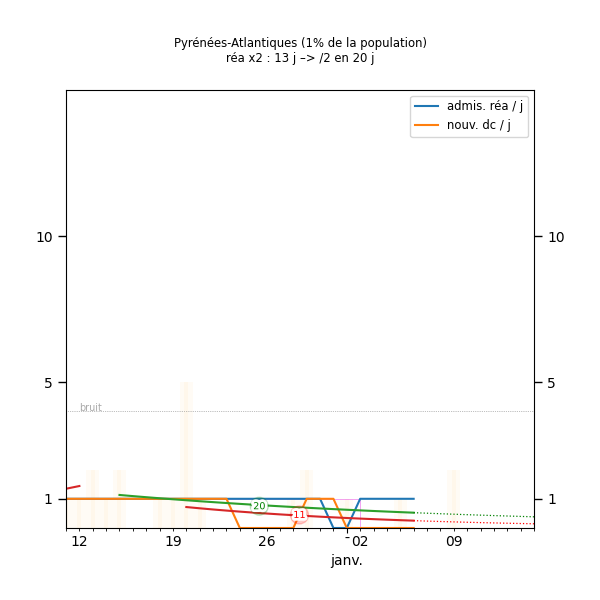 Pyrénées-Atlantiques (1% de la population)
réa x2 : 13 j –> /2 en 20 j
admis. réa / j
nouv. dc / j
10
10
5
5
bruit
1
1
20
11
12
19
26
02
09
janv.